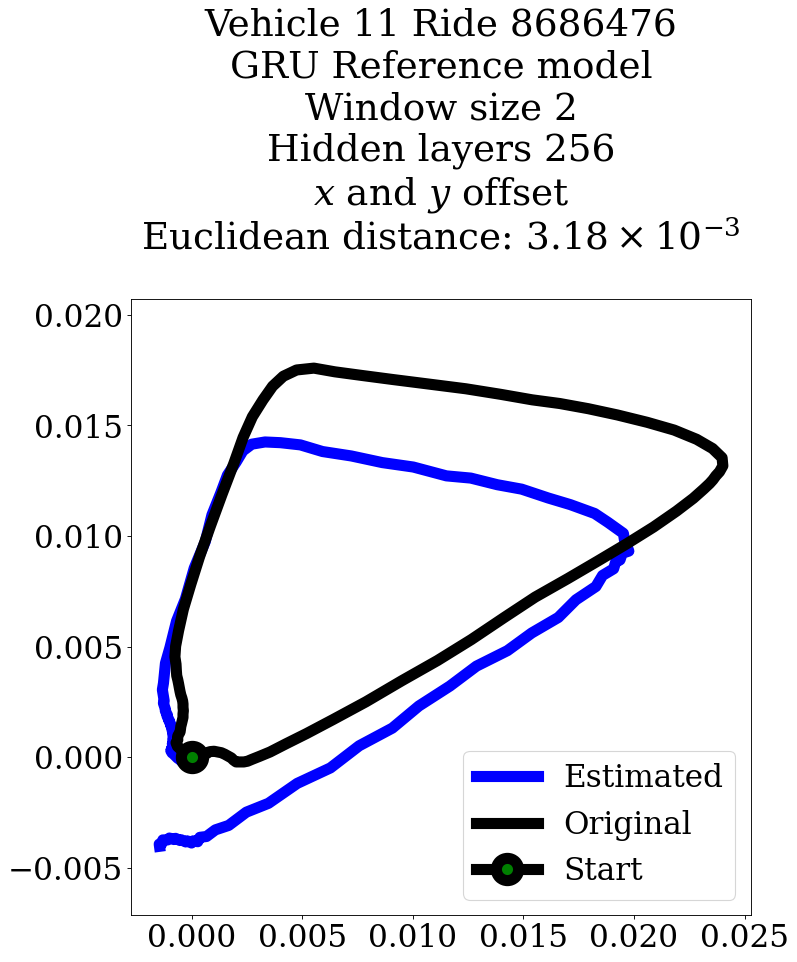 Vehicle 11 Ride 8686476
GRU Reference model
Window size 2
Hidden layers 256
x and y offset
Euclidean distance: 3.18 × 10⁻³
0.020
0.015
0.010
0.005
0.000
−0.005
Estimated
Original
Start
0.000 0.005 0.010 0.015 0.020 0.025